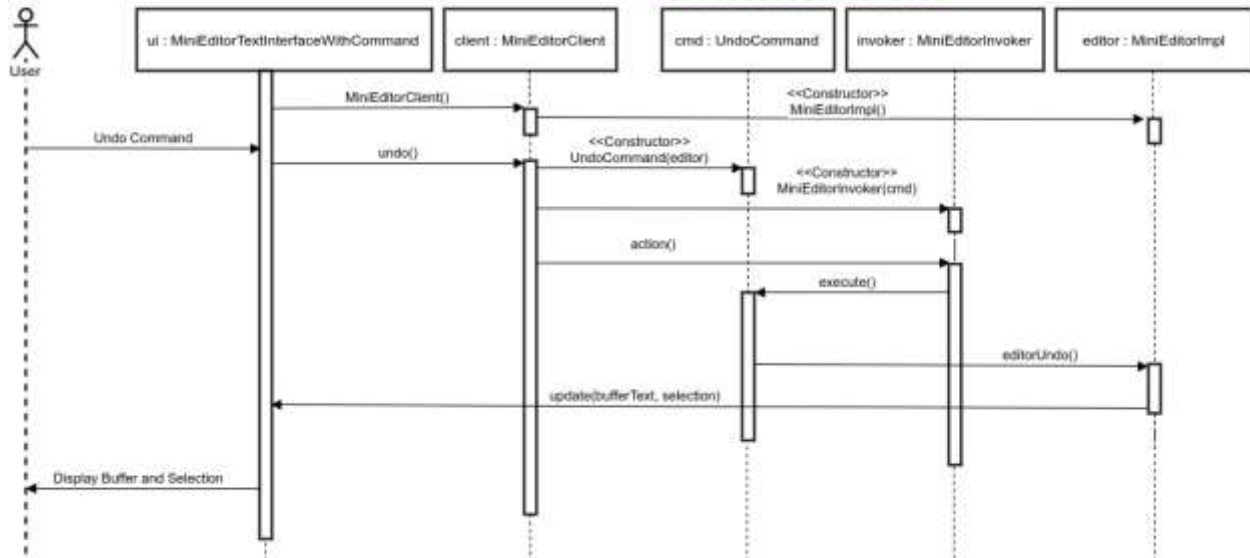 ui : MiniEditorTextInterfaceWithCommand
client : MiniEditorClient
cmd : UndoCommand
invoker : MiniEditorInvoker
editor : MiniEditorImpl
User
MiniEditorClient()
<<Constructor>>
MiniEditorImpl()
Undo Command
undo()
<<Constructor>>
UndoCommand(editor)
<<Constructor>>
MiniEditorInvoker(cmd)
action()
execute()
editorUndo()
update(bufferText, selection)
Display Buffer and Selection